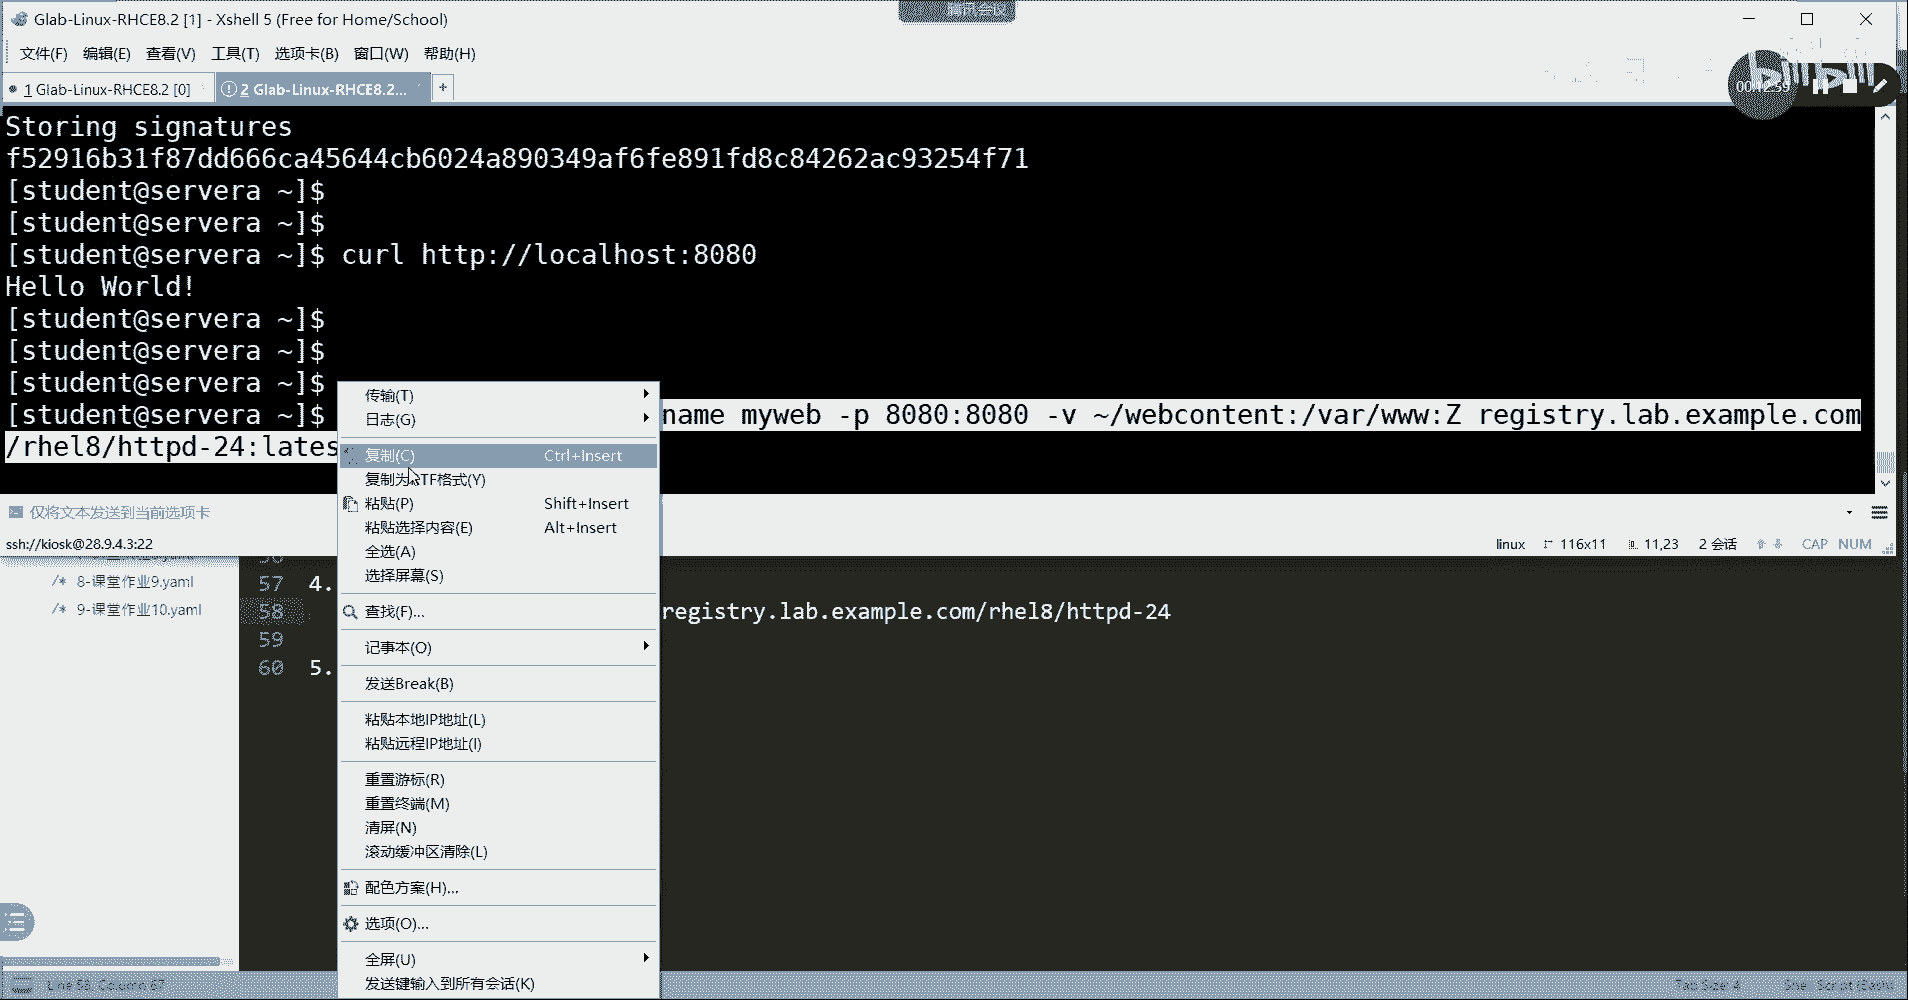 Glab-Linux-RHCE8.2 [1] - Xshell 5 (Free for Home/School)
腾讯会议
文件(F) 编辑(E) 查看(V) 工具(T) 选项卡(B) 窗口(W) 帮助(H)
1 Glab-Linux-RHCE8.2 [0]
2 Glab-Linux-RHCE8.2...
+
bilibili
00:12:59
Storing signatures
f52916b31f87dd666ca45644cb6024a890349af6fe891fd8c84262ac93254f71
[student@servera ~]$
[student@servera ~]$
[student@servera ~]$ curl http://localhost:8080
Hello World!
[student@servera ~]$
[student@servera ~]$
[student@servera ~]$
[student@servera ~]$ name myweb -p 8080:8080 -v ~/webcontent:/var/www:Z registry.lab.example.com
/rhel8/httpd-24:lates
传输(T)
日志(G)
复制(C) Ctrl+Insert
复制为 TF格式(Y)
粘贴(P) Shift+Insert
粘贴选择内容(E) Alt+Insert
全选(A)
选择屏幕(S)
查找(F)...
记事本(O)
发送Break(B)
粘贴本地IP地址(L)
粘贴远程IP地址(I)
重置游标(R)
重置终端(M)
清屏(N)
滚动缓冲区清除(L)
配色方案(H)...
选项(O)...
全屏(U)
发送键输入到所有会话(K)
仅将文本发送到当前选项卡
ssh://kiosk@28.9.4.3:22
linux 116x11 11,23 2 会话 CAP NUM
/* 8-课堂作业9.yaml
/* 9-课堂作业10.yaml
57 4.
58 registry.lab.example.com/rhel8/httpd-24
59
60 5.
Line 58, Column 67
Tab Size: 4
Shell Script (Bash)